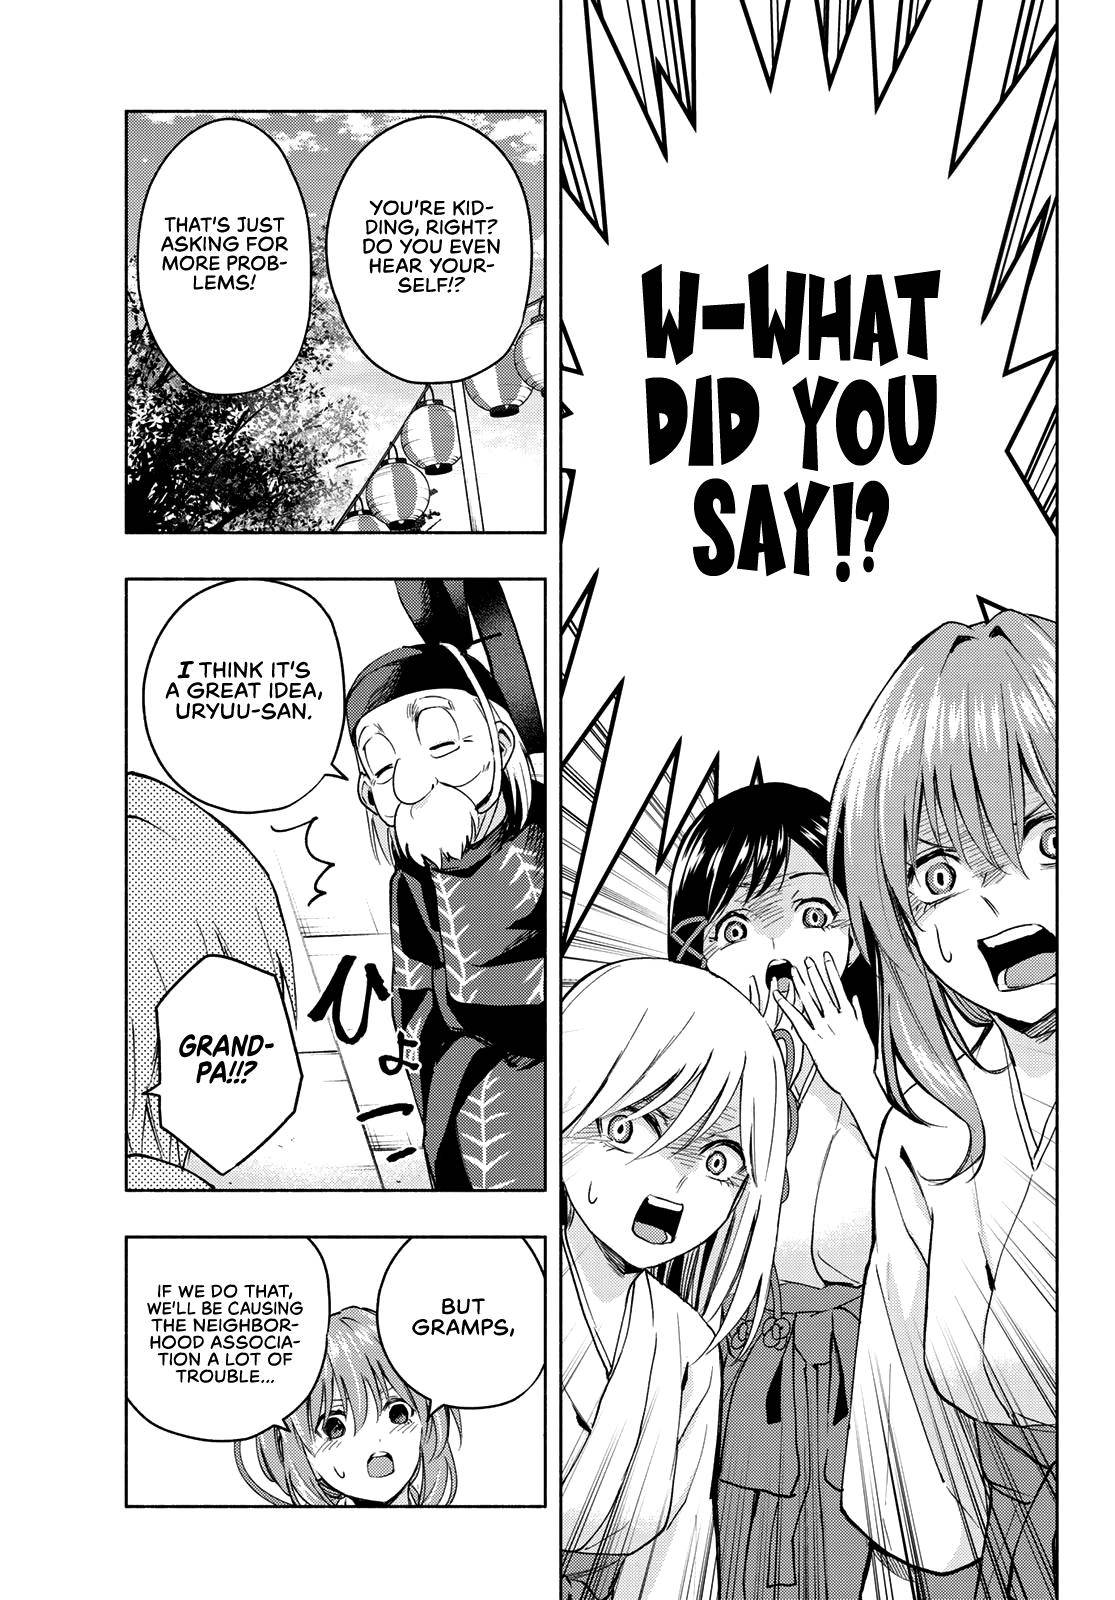 W-WHAT
DID YOU
SAY!?
YOU'RE KID-
DING, RIGHT?
DO YOU EVEN
HEAR YOUR-
SELF!?
THAT'S JUST
ASKING FOR
MORE PROB-
LEMS!
I THINK IT'S
A GREAT IDEA,
URYUU-SAN.
ひょこ
GRAND-
PA!!?
BUT
GRAMPS,
IF WE DO THAT,
WE'LL BE CAUSING
THE NEIGHBOR-
HOOD ASSOCIA-
TION A LOT OF
TROUBLE...